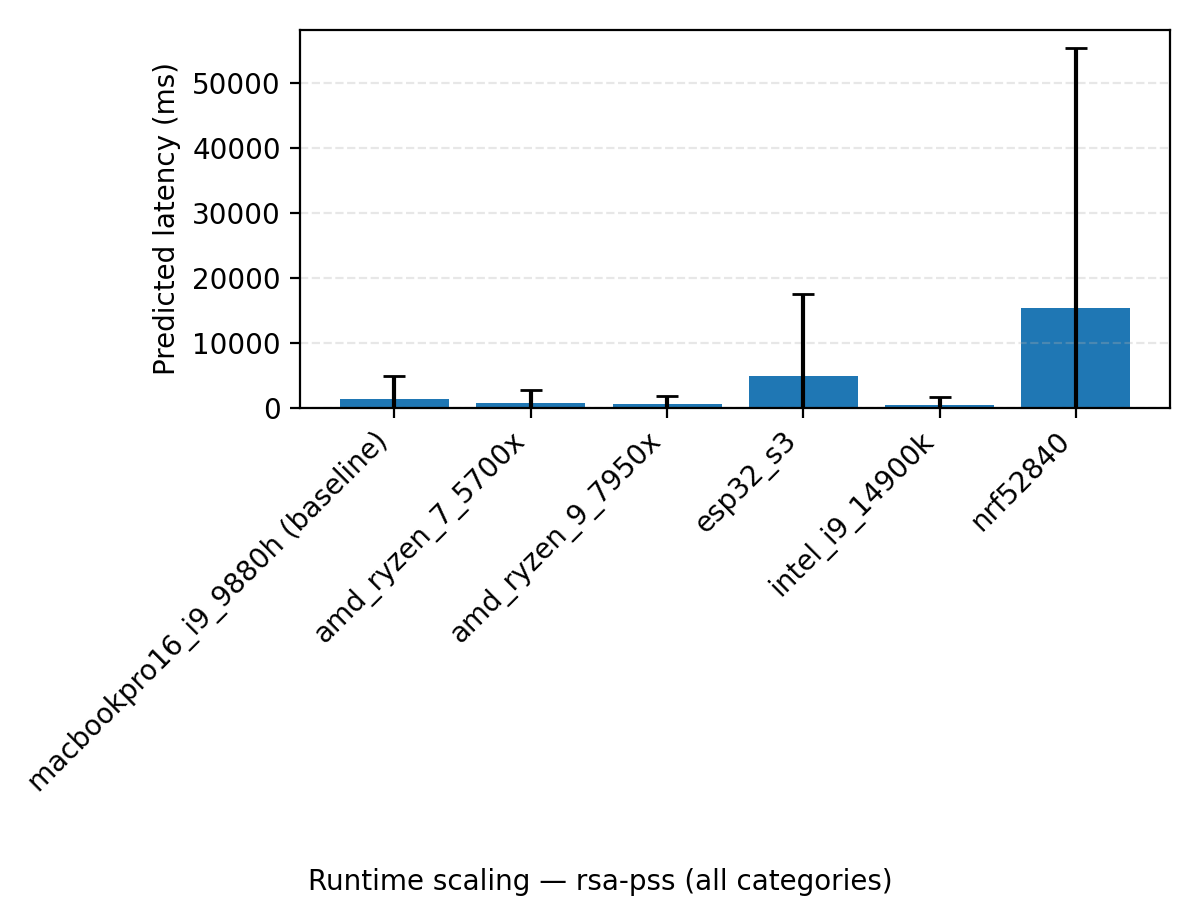 Predicted latency (ms)
50000
40000
30000
20000
10000
0
macbookpro16_i9_9880h (baseline)
amd_ryzen_7_5700x
amd_ryzen_9_7950x
esp32_s3
intel_i9_14900k
nrf52840
Runtime scaling — rsa-pss (all categories)